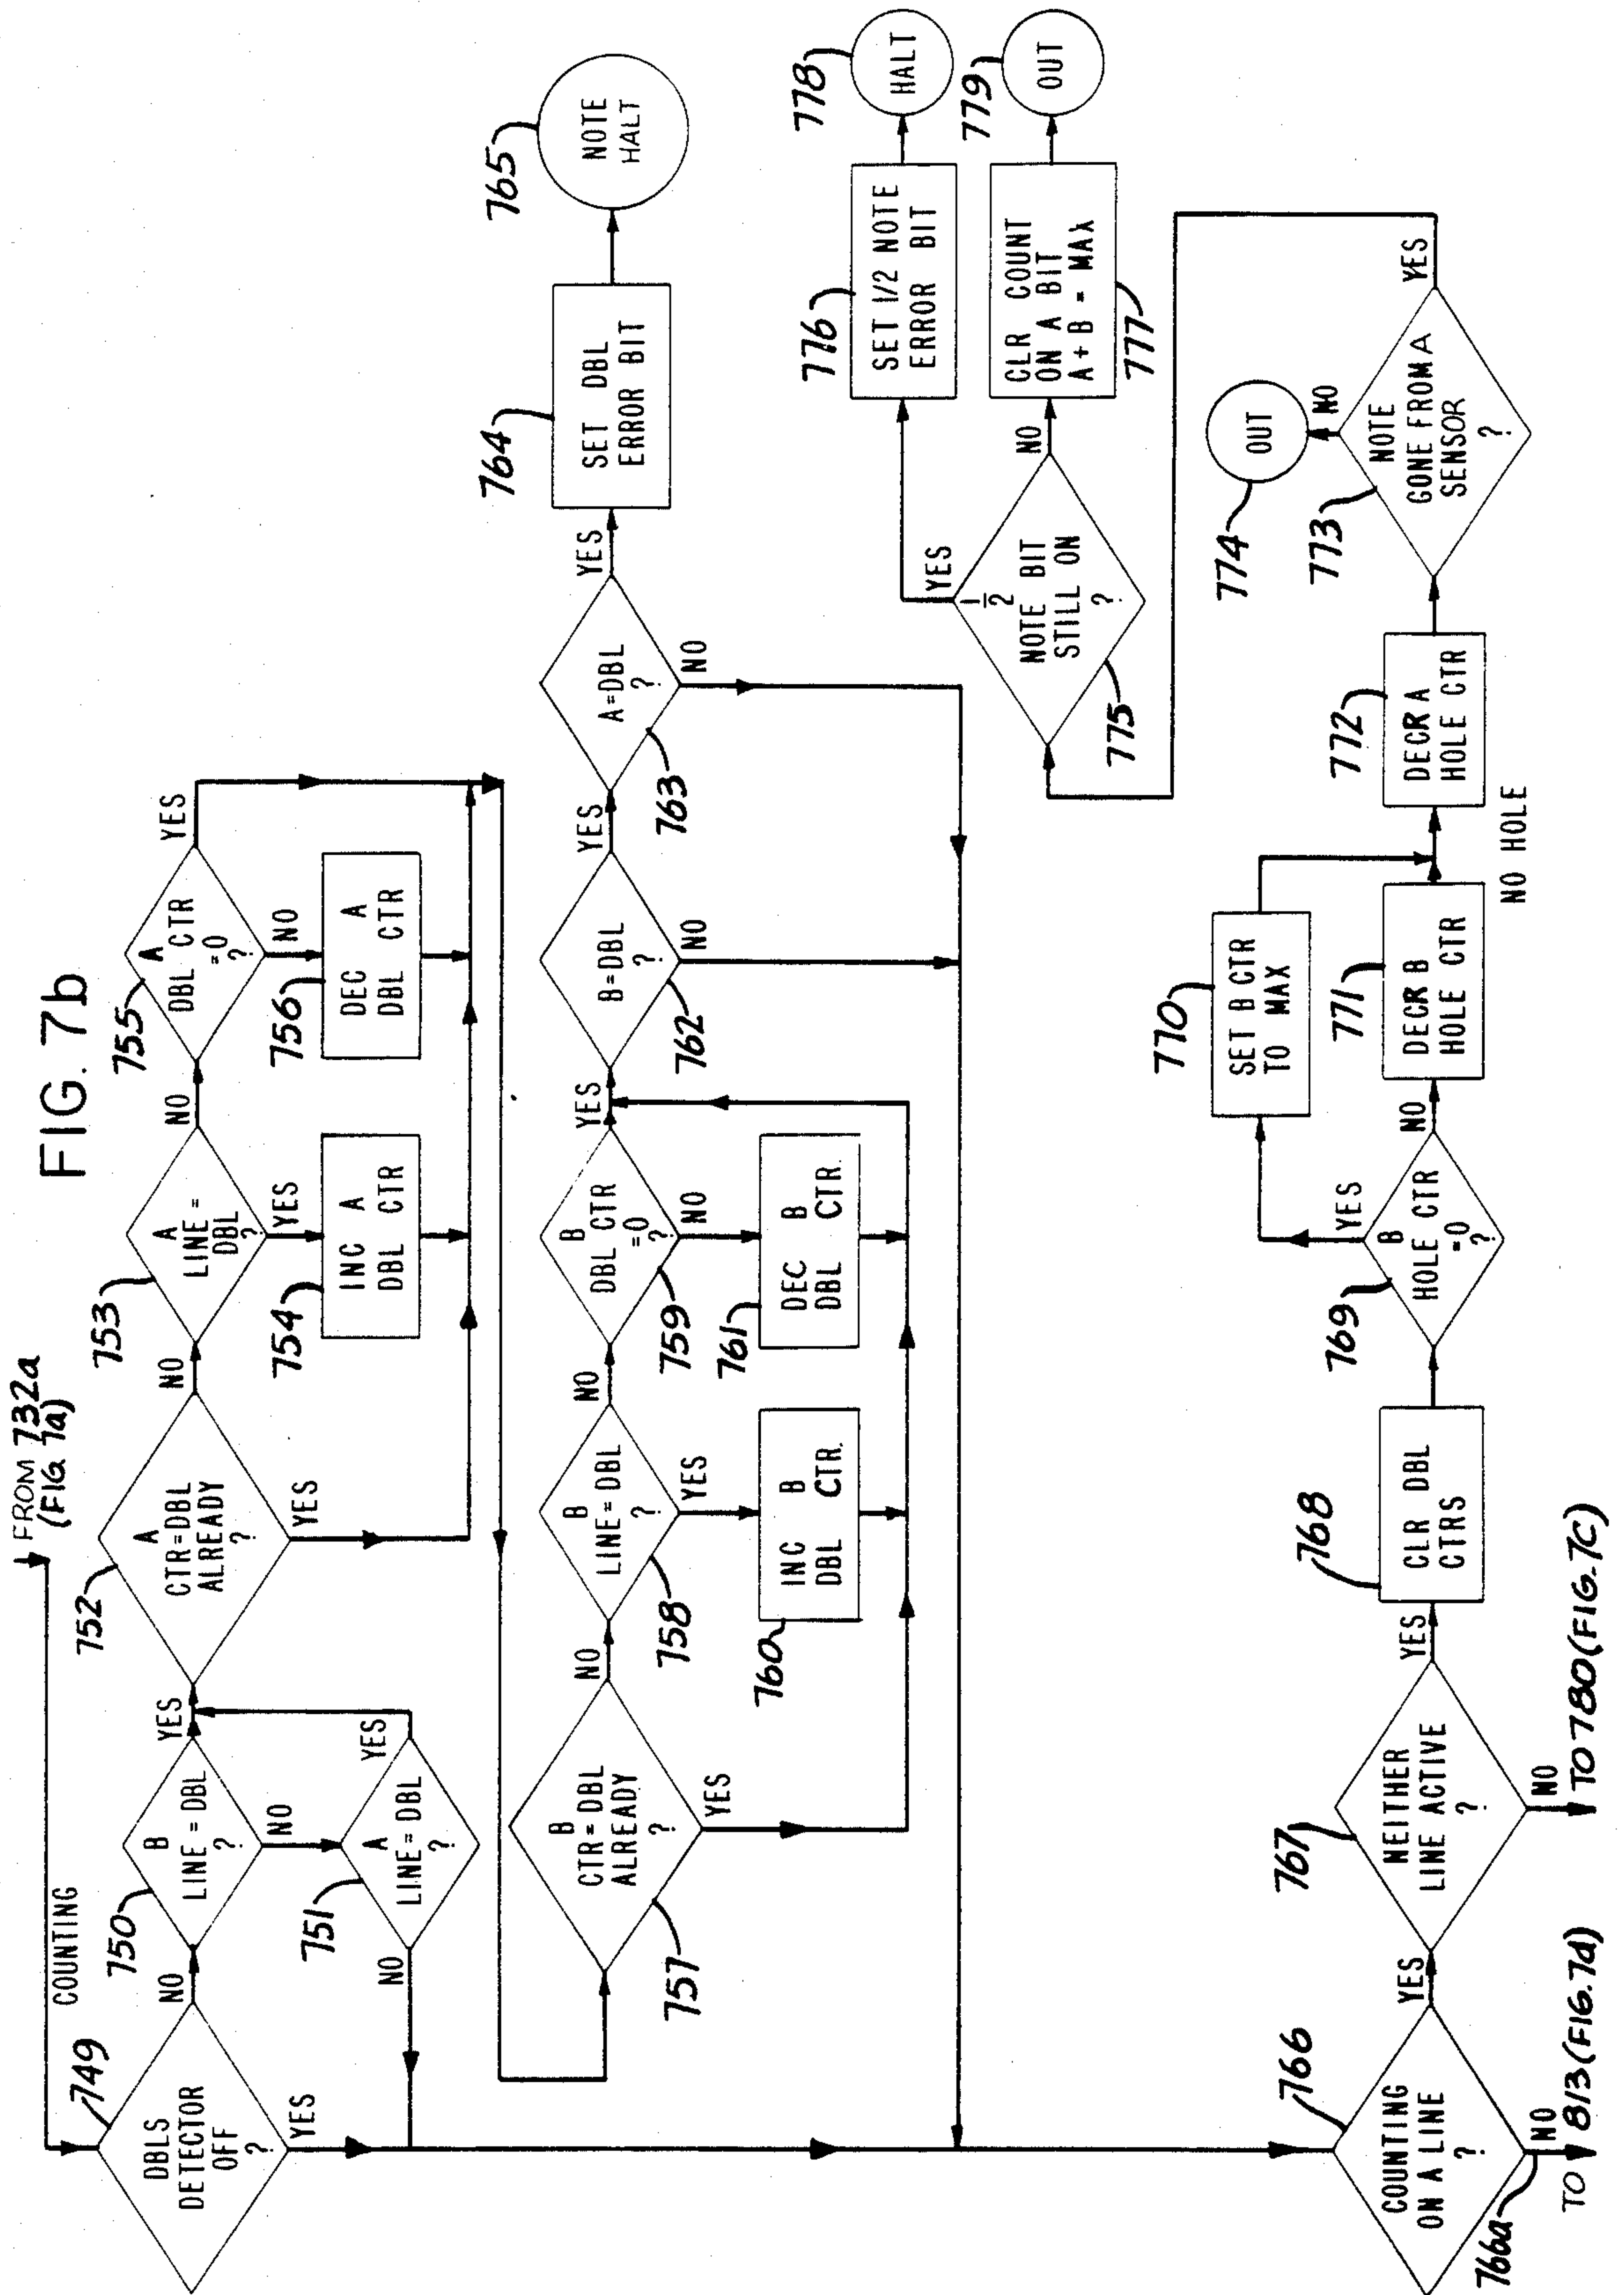 FIG. 7b
FROM 732a
(FIG. 7a)
COUNTING
749
DBLS
DETECTOR
OFF
?
NO
YES
750
B
LINE = DBL
?
YES
NO
751
A
LINE = DBL
?
YES
NO
752
A
CTR=DBL
ALREADY
?
NO
YES
753
A
LINE =
DBL
?
NO
YES
754
INC A
DBL CTR
755
A
DBL CTR
=0
?
YES
NO
756
DEC A
DBL CTR
757
B
CTR=DBL
ALREADY
?
NO
YES
758
B
LINE=DBL
?
NO
YES
760
INC B
DBL CTR.
759
B
DBL CTR
=0
?
YES
NO
761
DEC B
DBL CTR.
762
B=DBL
?
YES
NO
763
A=DBL
?
YES
NO
764
SET DBL
ERROR BIT
765
NOTE
HALT
766
COUNTING
ON A LINE
?
YES
NO
766a
TO 813 (FIG. 7d)
767
NEITHER
LINE ACTIVE
?
YES
NO
TO 780 (FIG. 7C)
768
CLR DBL
CTRS
769
B
HOLE CTR
=0
?
YES
NO
770
SET B CTR
TO MAX
771
DECR B
HOLE CTR
NO HOLE
772
DECR A
HOLE CTR
773
NOTE
GONE FROM A
SENSOR
?
NO
YES
774
OUT
775
1/2
NOTE BIT
STILL ON
?
YES
NO
776
SET 1/2 NOTE
ERROR BIT
777
CLR COUNT
ON A BIT
A + B = MAX
778
HALT
779
OUT